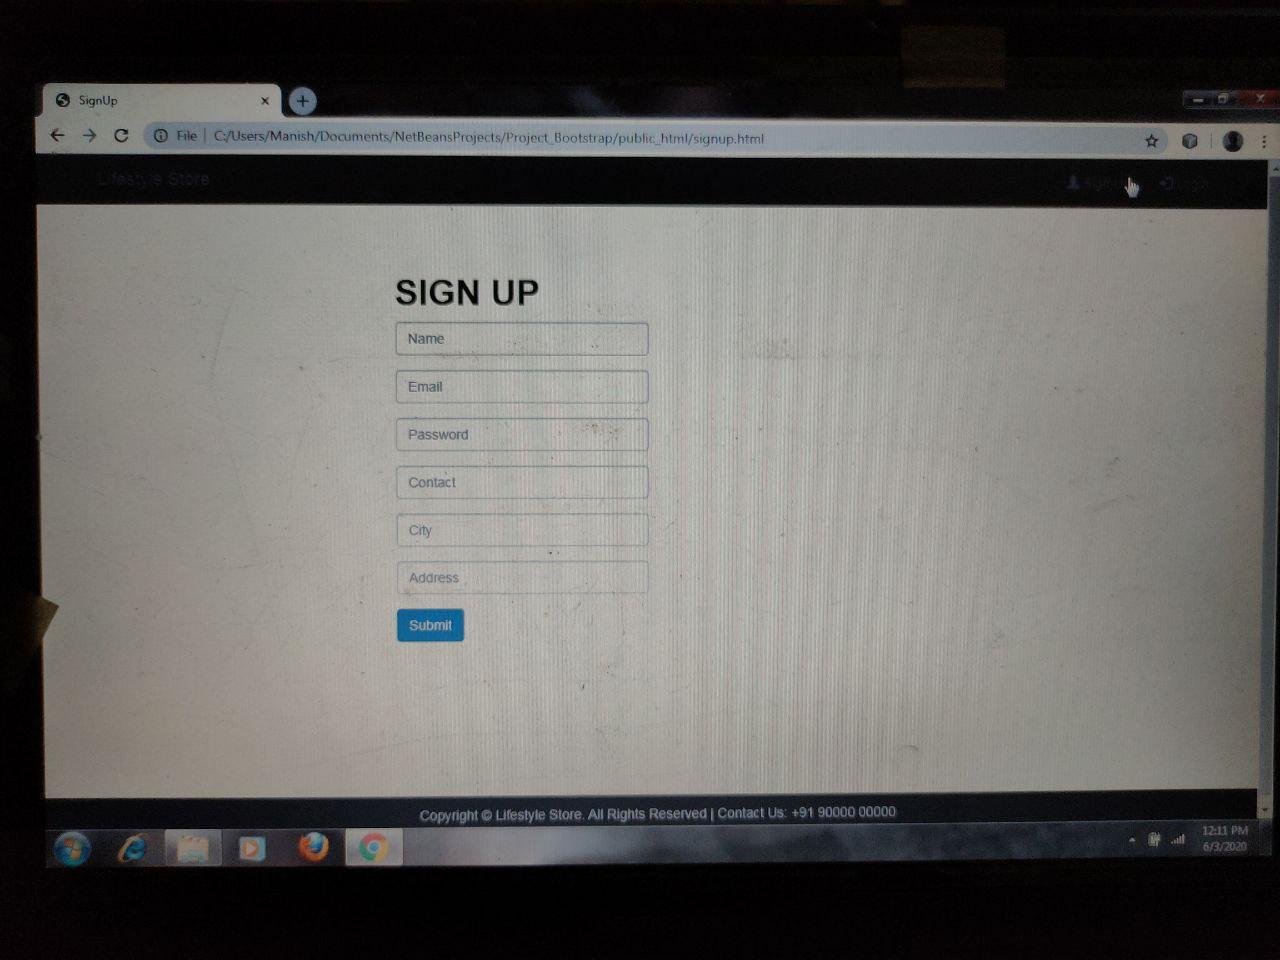 SignUp
File C:/Users/Manish/Documents/NetBeansProjects/Project_Bootstrap/public_html/signup.html
Lifestyle Store
Login
SIGN UP
Name
Email
Password
Contact
City
Address
Submit
Copyright © Lifestyle Store. All Rights Reserved | Contact Us: +91 90000 00000
12:11 PM
6/3/2020